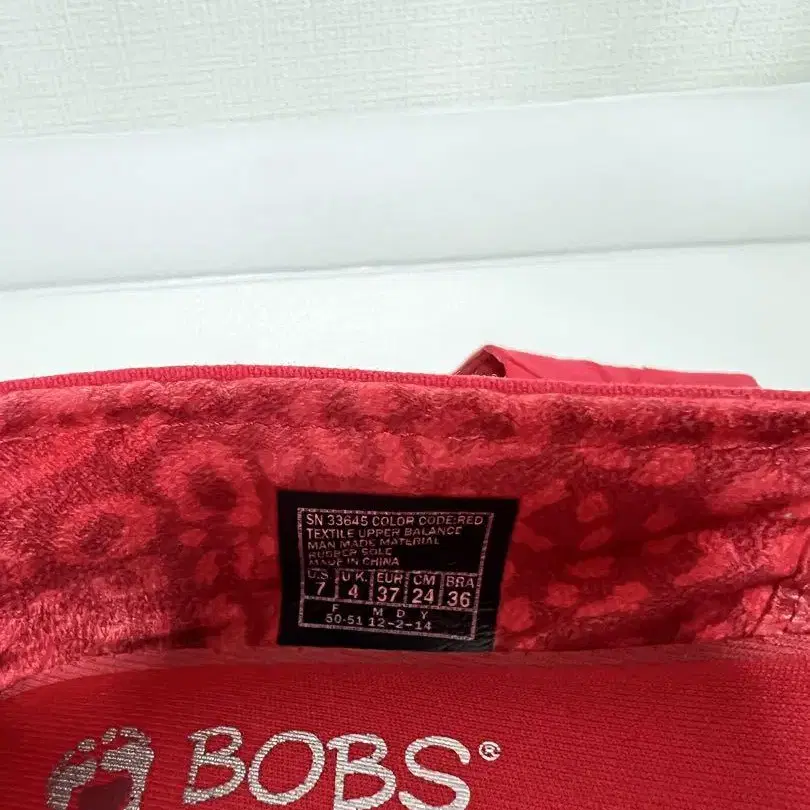 SN 33645 COLOR CODE:RED
TEXTILE UPPER BALANCE
MAN MADE MATERIAL
RUBBER SOLE
MADE IN CHINA
U.S U.K. EUR CM BRA
7 4 37 24 36
F M D Y
50-51 12-2-14
BOBS®